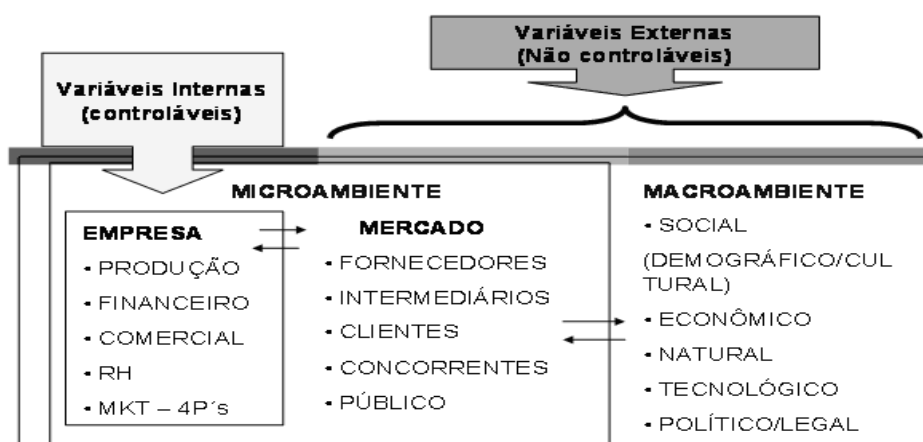 Variáveis Externas
(Não controláveis)
Variáveis Internas
(controláveis)
MICROAMBIENTE
MACROAMBIENTE
EMPRESA
• PRODUÇÃO
• FINANCEIRO
• COMERCIAL
• RH
• MKT – 4P´s
MERCADO
• FORNECEDORES
• INTERMEDIÁRIOS
• CLIENTES
• CONCORRENTES
• PÚBLICO
• SOCIAL
(DEMOGRÁFICO/CUL
TURAL)
• ECONÔMICO
• NATURAL
• TECNOLÓGICO
• POLÍTICO/LEGAL